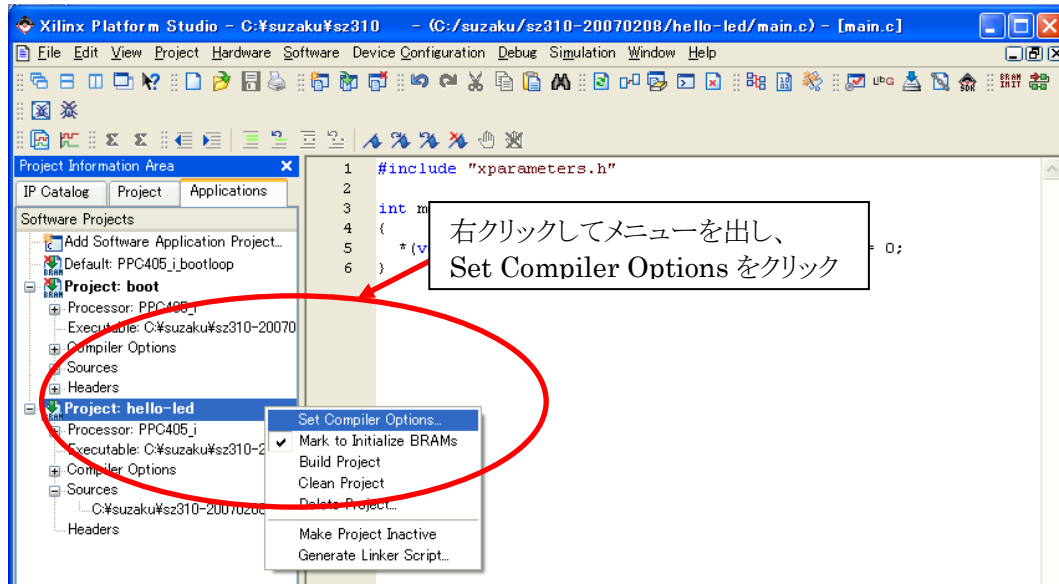 Xilinx Platform Studio - C:¥suzaku¥sz310 - (C:/suzaku/sz310-20070208/hello-led/main.c) - [main.c]
File Edit View Project Hardware Software Device Configuration Debug Simulation Window Help
Project Information Area
IP Catalog Project Applications
Software Projects
Add Software Application Project...
Default: PPC405_i_bootloop
Project: boot
Processor: PPC405_i
Executable: C:¥suzaku¥sz310-20070
Compiler Options
Sources
Headers
Project: hello-led
Processor: PPC405_i
Executable: C:¥suzaku¥sz310-2
Compiler Options
Sources
C:¥suzaku¥sz310-20070208
Headers
1 #include "xparameters.h"
2
3 int m
4 {
5 *(v = 0;
6 }
右クリックしてメニューを出し、
Set Compiler Options をクリック
Set Compiler Options...
Mark to Initialize BRAMs
Build Project
Clean Project
Delete Project...
Make Project Inactive
Generate Linker Script...